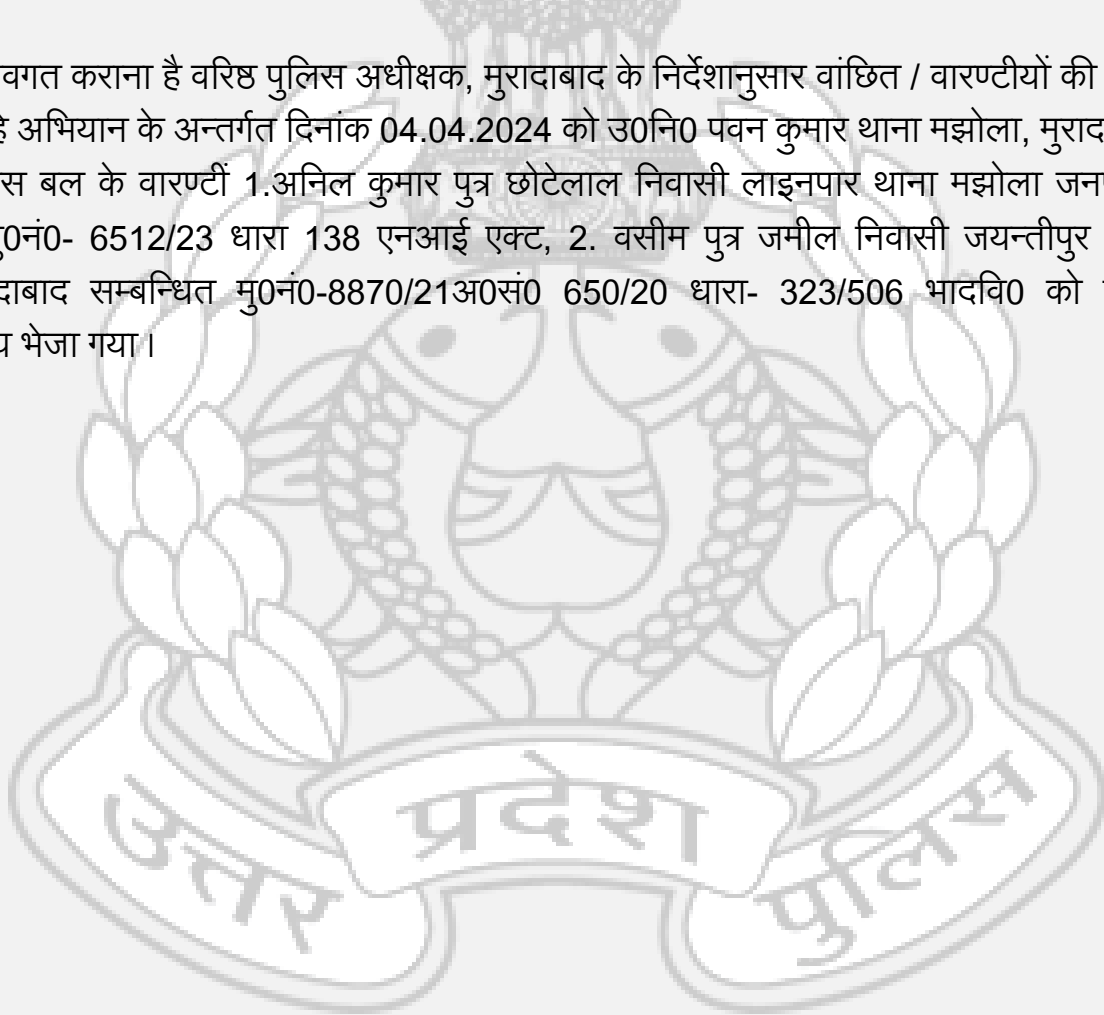 वगत कराना है वरिष्ठ पुलिस अधीक्षक, मुरादाबाद के निर्देशानुसार वांछित / वारण्टीयों की
हे अभियान के अन्तर्गत दिनांक 04.04.2024 को उ0नि0 पवन कुमार थाना मझोला, मुराद
स बल के वारण्टीं 1.अनिल कुमार पुत्र छोटेलाल निवासी लाइनपार थाना मझोला जन
0नं0- 6512/23 धारा 138 एनआई एक्ट, 2. वसीम पुत्र जमील निवासी जयन्तीपुर
दाबाद सम्बन्धित मु0नं0-8870/21अ0सं0 650/20 धारा- 323/506 भादवि0 को
य भेजा गया।
उत्तर प्रदेश पुलिस